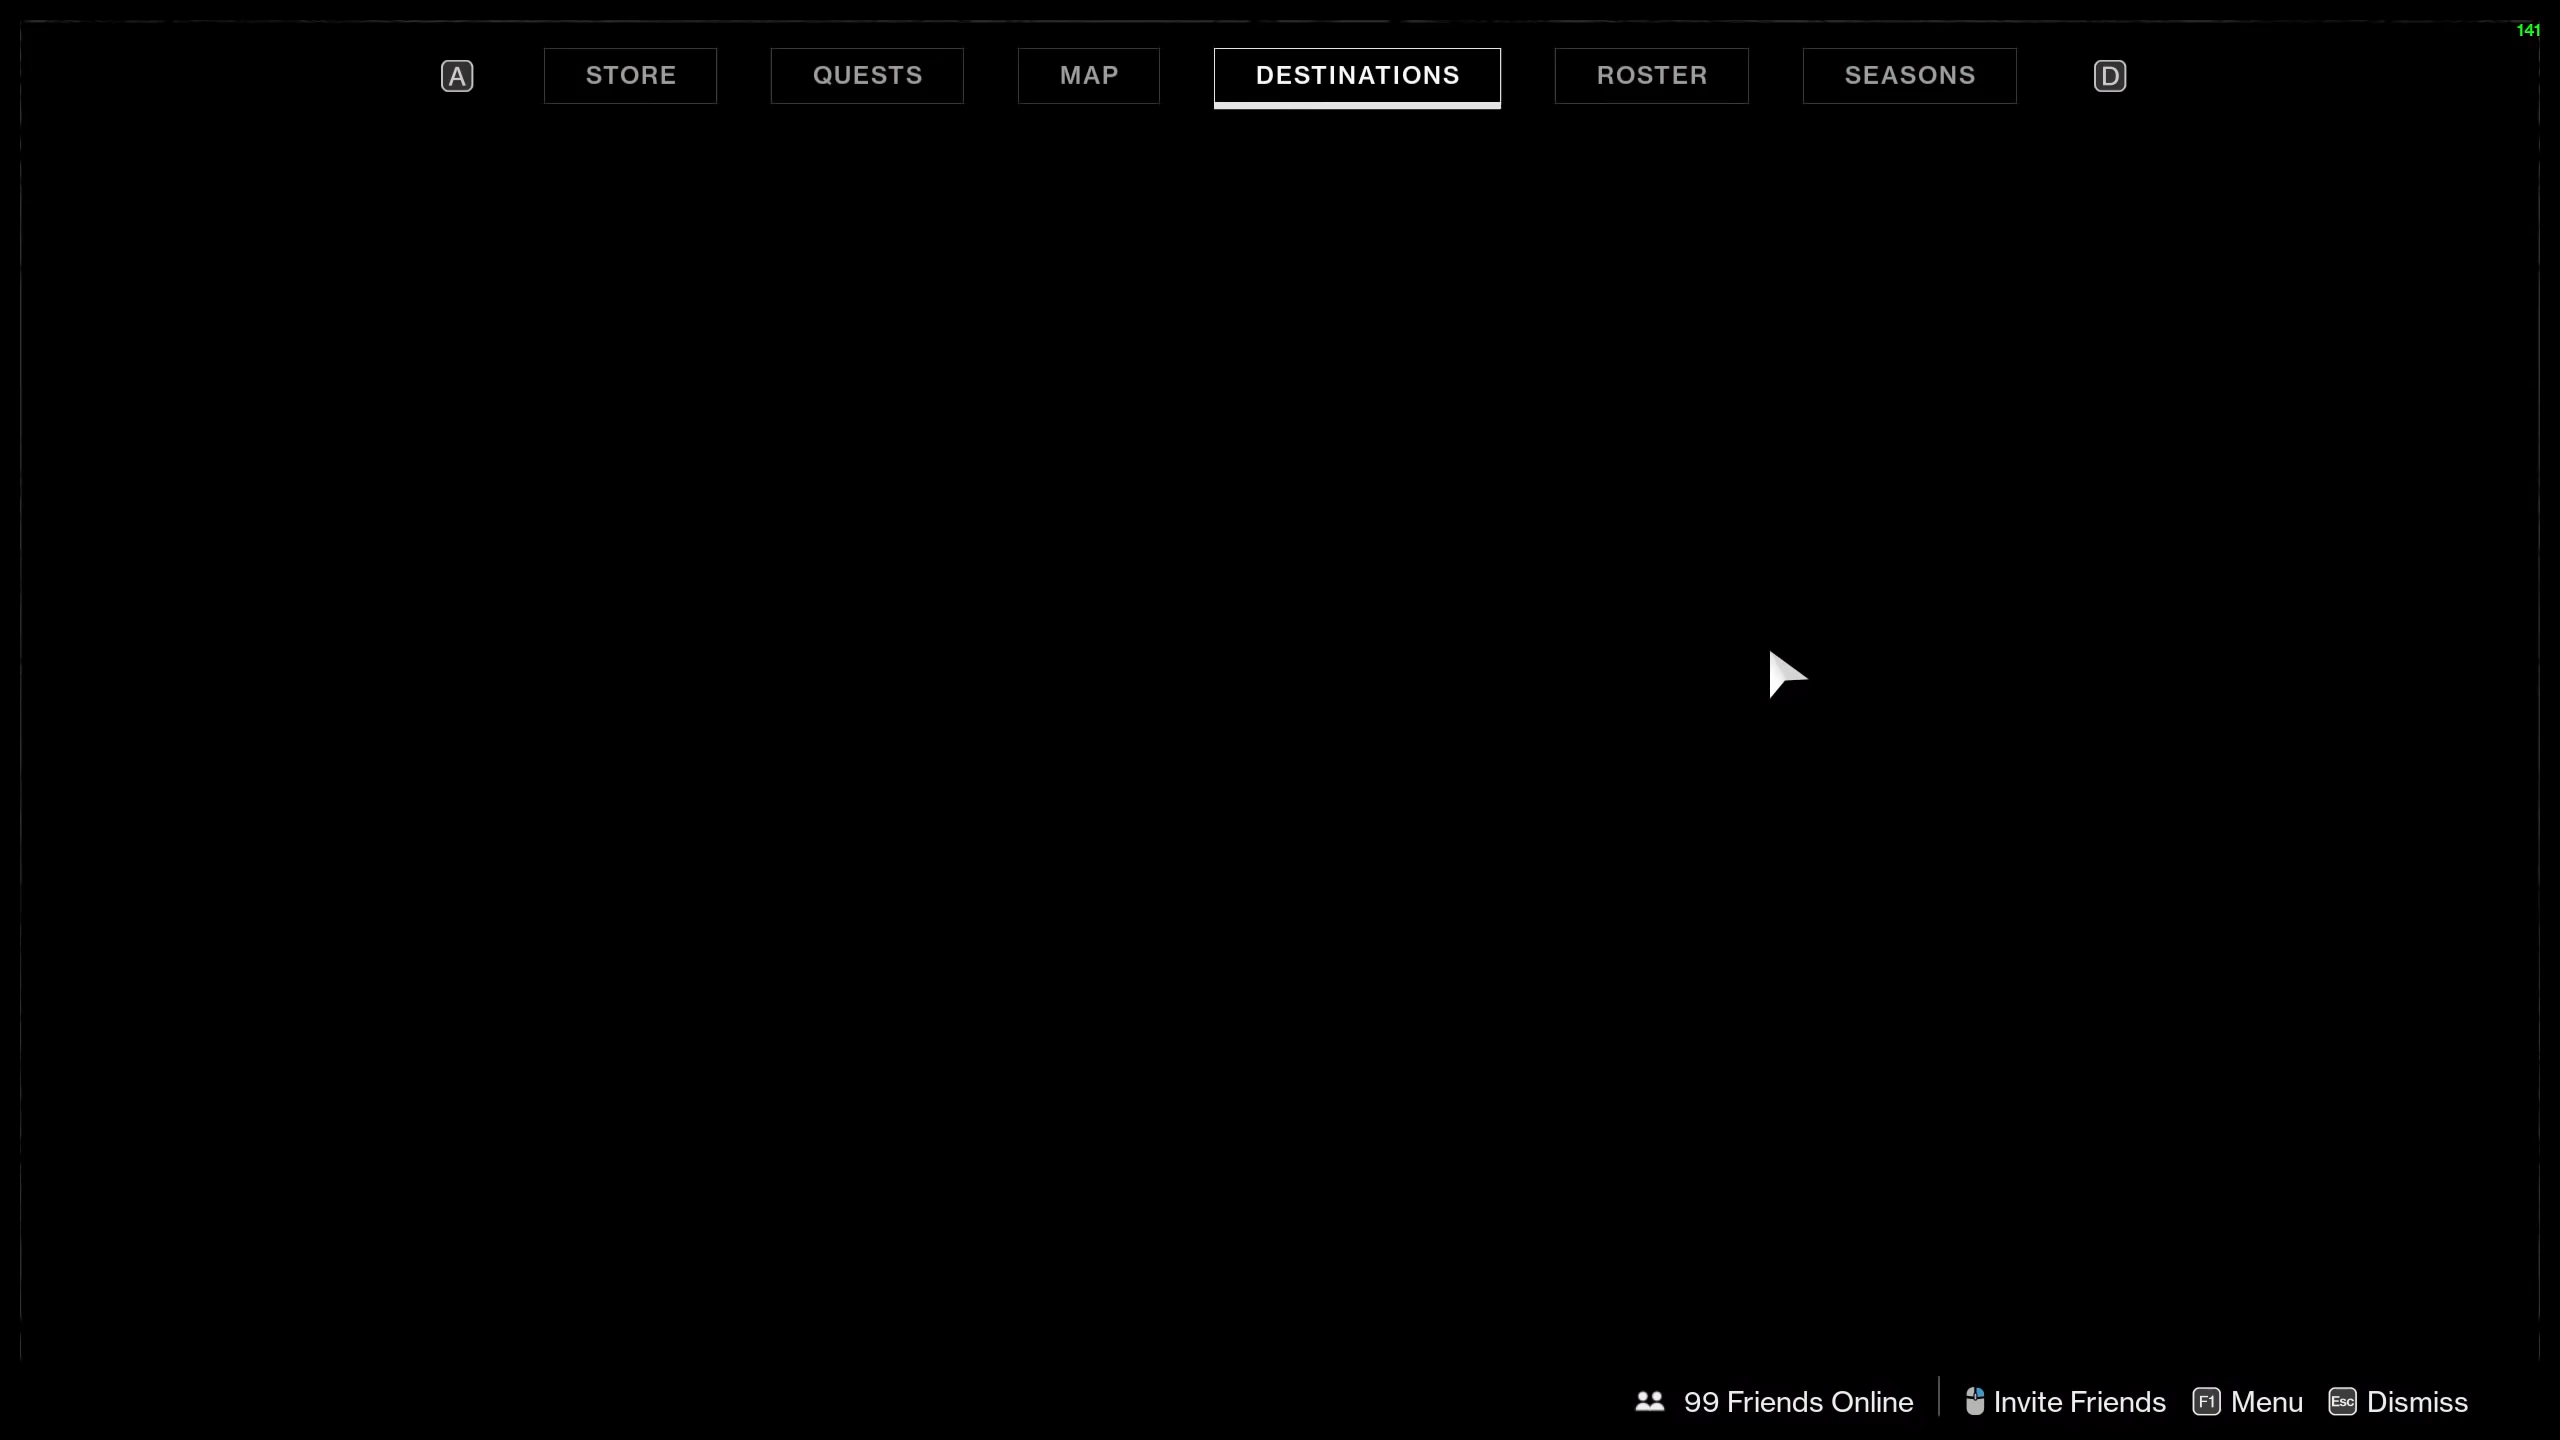 141
A STORE QUESTS MAP DESTINATIONS ROSTER SEASONS D
99 Friends Online Invite Friends F1 Menu Esc Dismiss